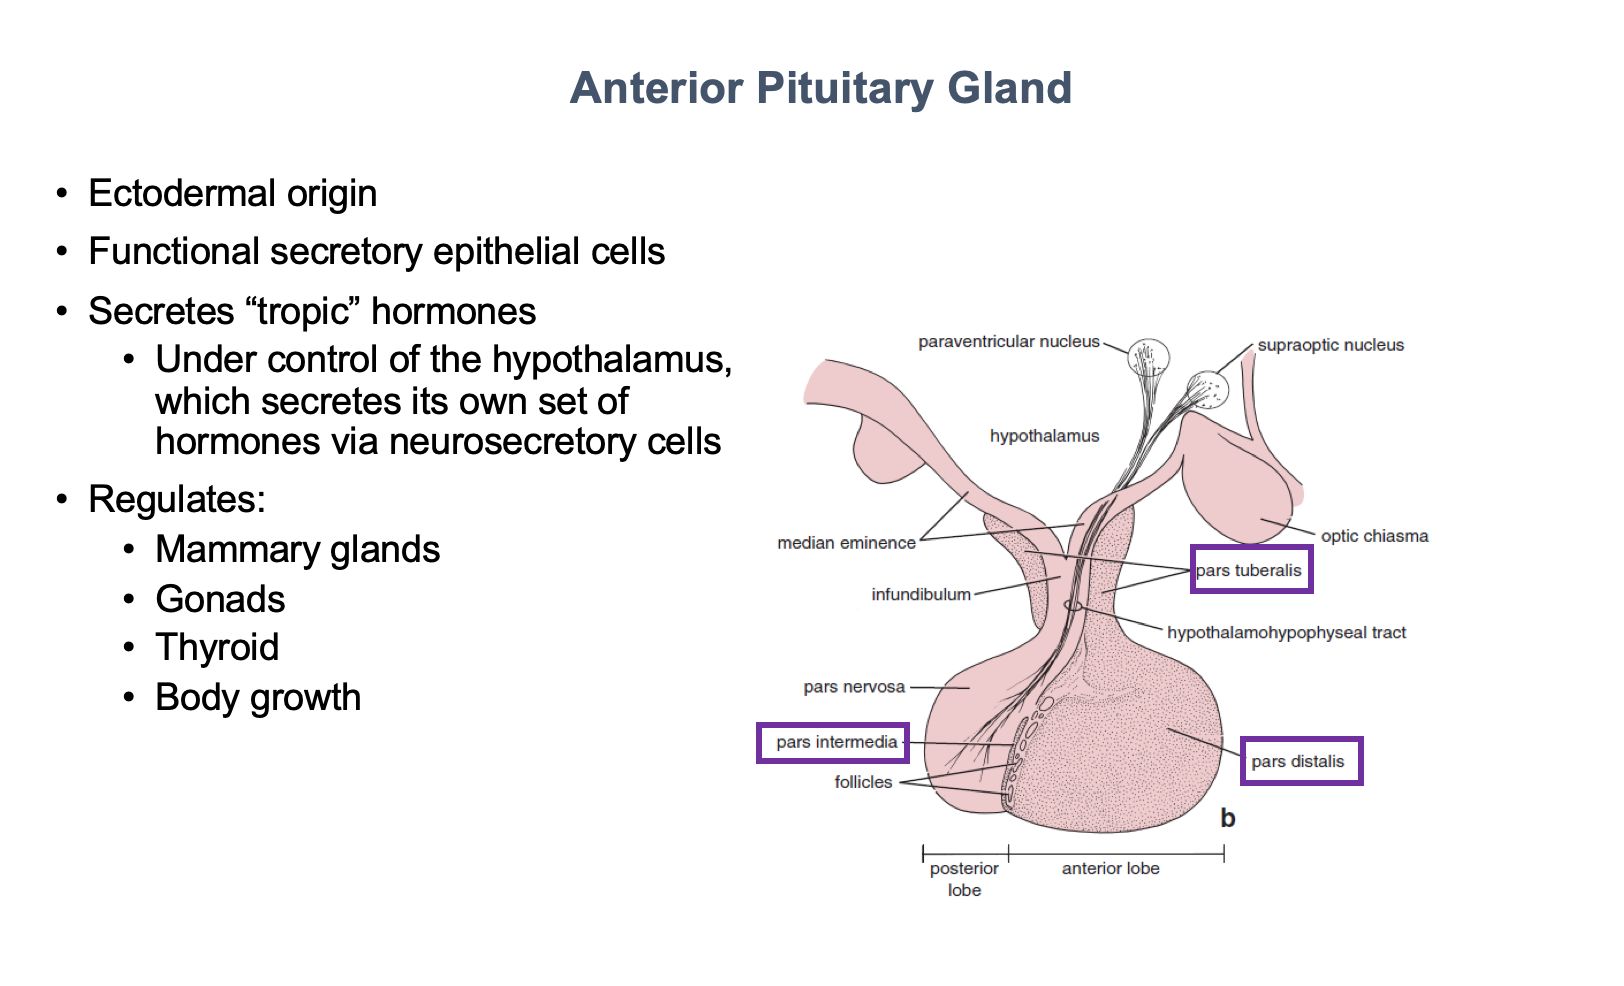 Anterior Pituitary Gland
• Ectodermal origin
• Functional secretory epithelial cells
• Secretes “tropic” hormones
• Under control of the hypothalamus,
which secretes its own set of
hormones via neurosecretory cells
• Regulates:
• Mammary glands
• Gonads
• Thyroid
• Body growth
paraventricular nucleus
supraoptic nucleus
hypothalamus
median eminence
optic chiasma
pars tuberalis
infundibulum
hypothalamohypophyseal tract
pars nervosa
pars intermedia
pars distalis
follicles
b
posterior
lobe
anterior lobe